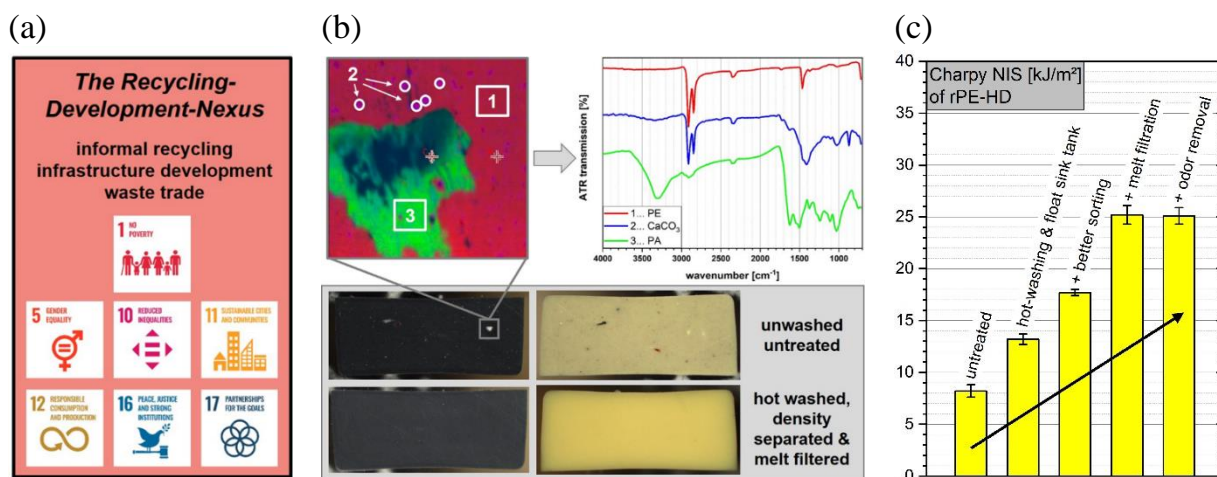 (a)
The Recycling-
Development-Nexus
informal recycling
infrastructure development
waste trade
1 NO
POVERTY
5 GENDER
EQUALITY
10 REDUCED
INEQUALITIES
11 SUSTAINABLE CITIES
AND COMMUNITIES
12 RESPONSIBLE
CONSUMPTION
AND PRODUCTION
16 PEACE, JUSTICE
AND STRONG
INSTITUTIONS
17 PARTNERSHIPS
FOR THE GOALS
(b)
2
1
3
ATR transmission [%]
1... PE
2... CaCO₃
3... PA
4000 3500 3000 2500 2000 1500 1000
wavenumber [cm⁻¹]
unwashed
untreated
hot washed,
density
separated &
melt filtered
(c)
Charpy NIS [kJ/m²]
of rPE-HD
40
35
30
25
20
15
10
5
0
untreated
hot-washing & float sink tank
+ better sorting
+ melt filtration
+ odor removal